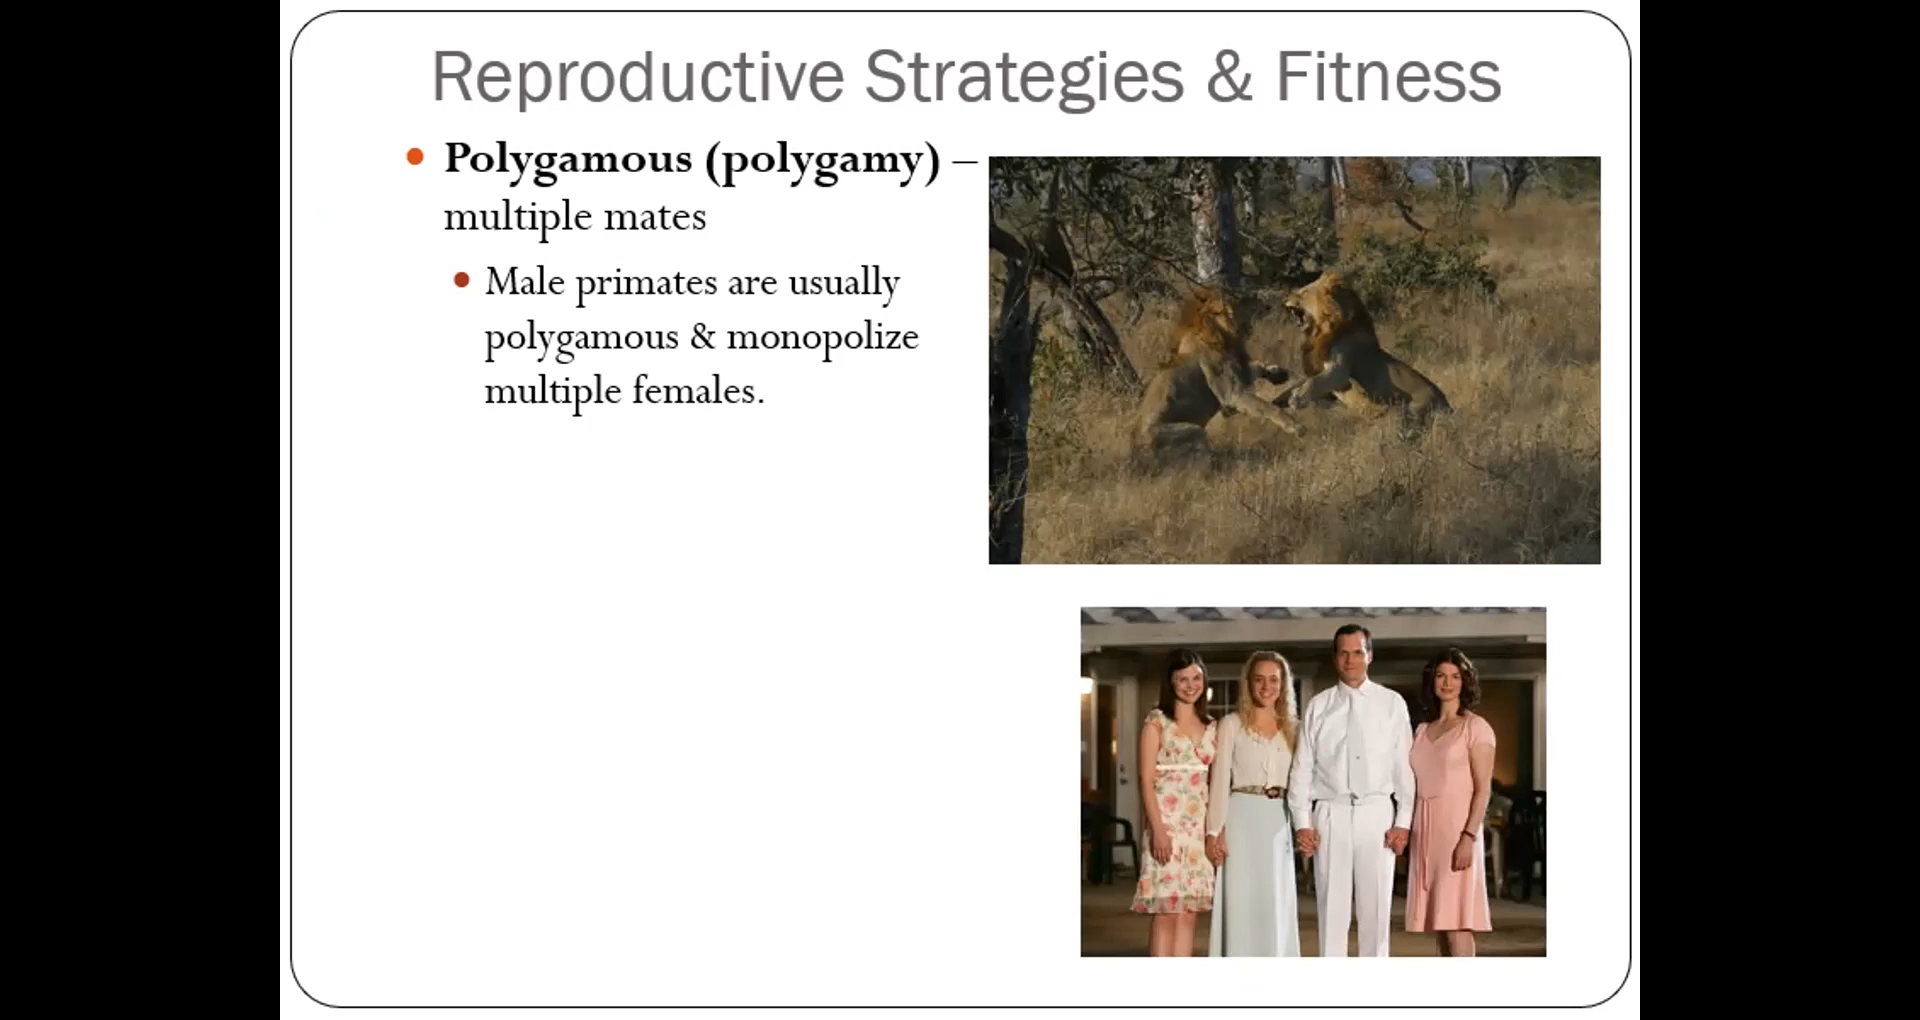 Reproductive Strategies & Fitness
Polygamous (polygamy) –
multiple mates
Male primates are usually
polygamous & monopolize
multiple females.